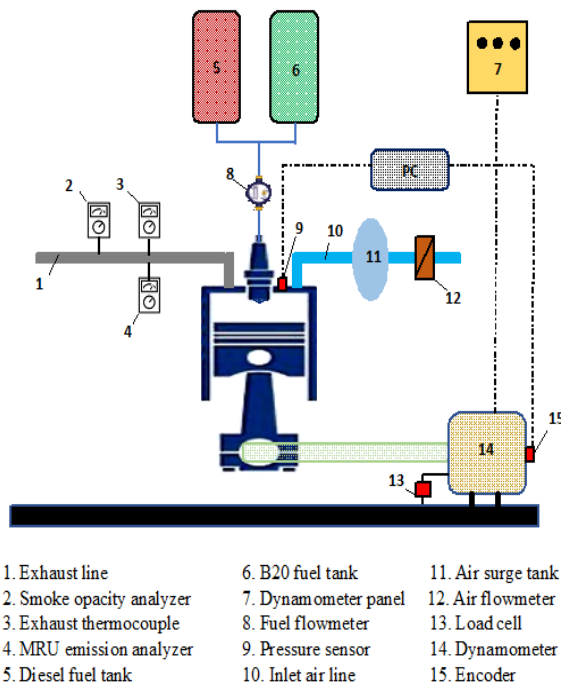 5
6
7
2
3
8
PC
9
10
11
1
12
4
15
14
13
1. Exhaust line
2. Smoke opacity analyzer
3. Exhaust thermocouple
4. MRU emission analyzer
5. Diesel fuel tank
6. B20 fuel tank
7. Dynamometer panel
8. Fuel flowmeter
9. Pressure sensor
10. Inlet air line
11. Air surge tank
12. Air flowmeter
13. Load cell
14. Dynamometer
15. Encoder